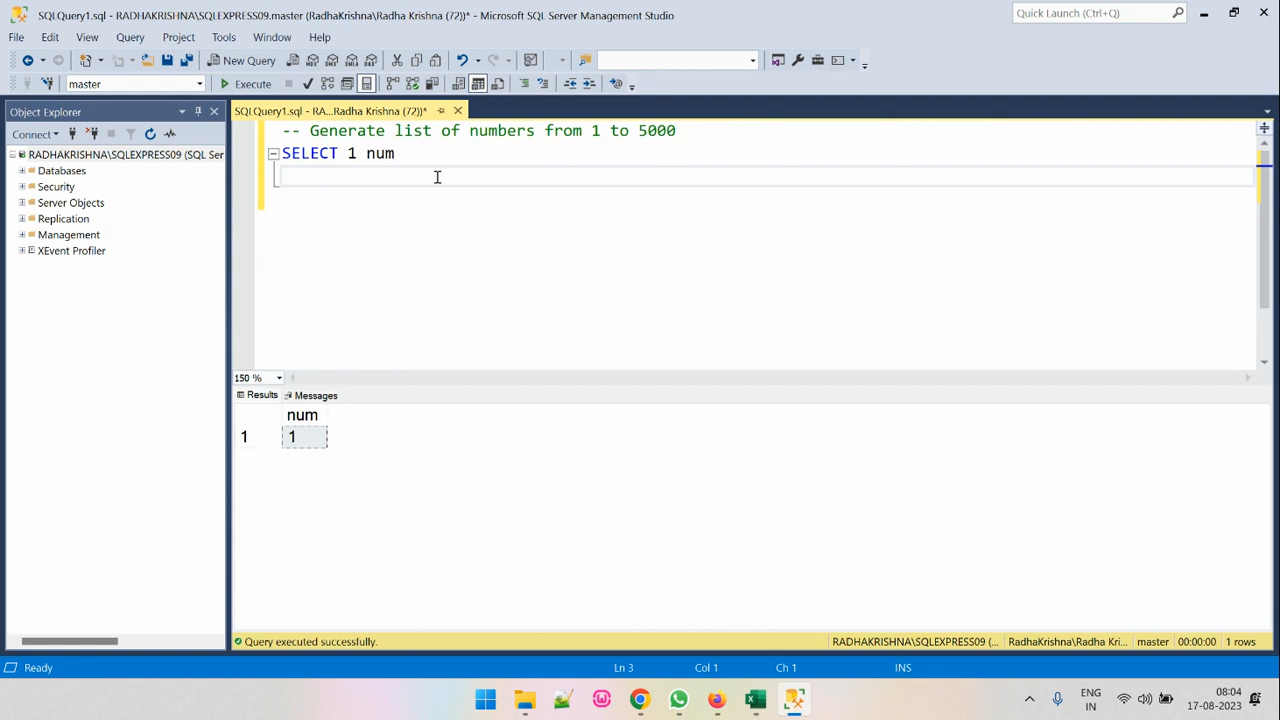 SQLQuery1.sql - RADHAKRISHNA\SQLEXPRESS09.master (RadhaKrishna\Radha Krishna (72))* - Microsoft SQL Server Management Studio
Quick Launch (Ctrl+Q)
File Edit View Query Project Tools Window Help
New Query
master
Execute
Object Explorer
SQLQuery1.sql - RA...Radha Krishna (72))*
Connect
RADHAKRISHNA\SQLEXPRESS09 (SQL Ser
Databases
Security
Server Objects
Replication
Management
XEvent Profiler
-- Generate list of numbers from 1 to 5000
SELECT 1 num
150 %
Results Messages
num
1 1
Query executed successfully.
RADHAKRISHNA\SQLEXPRESS09 (... RadhaKrishna\Radha Kri... master 00:00:00 1 rows
Ready Ln 3 Col 1 Ch 1 INS
ENG
IN
08:04
17-08-2023